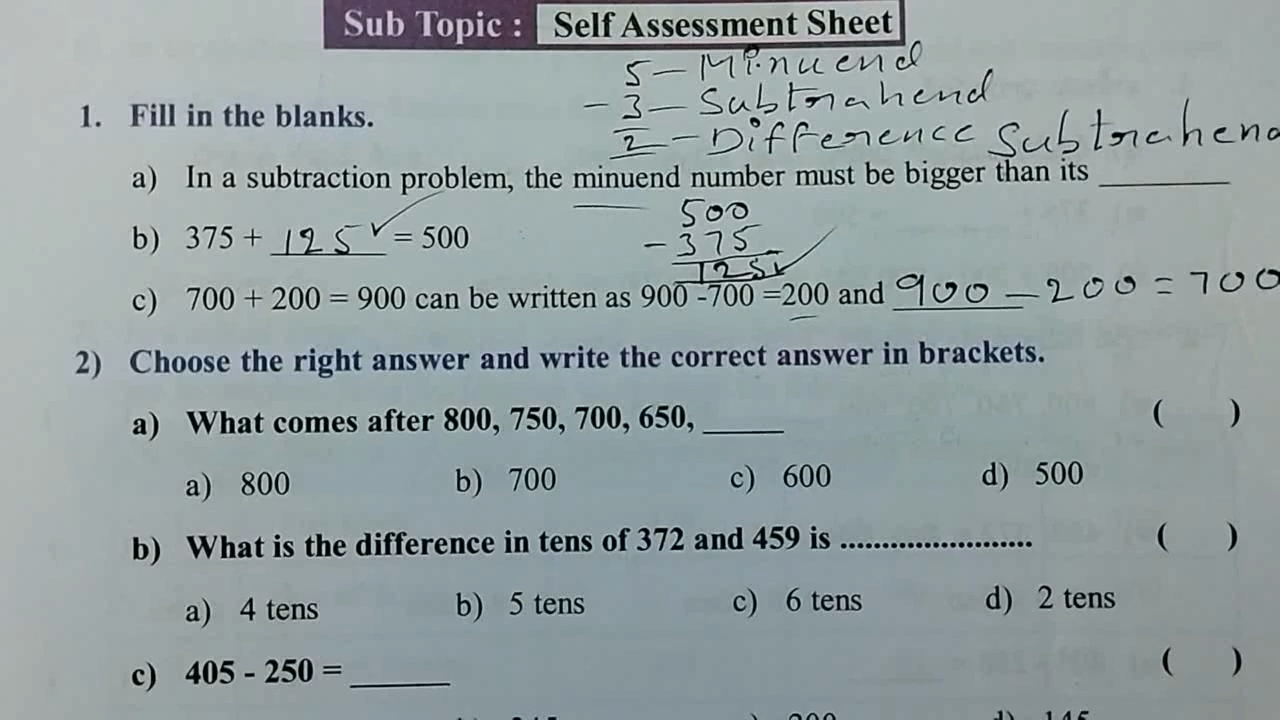 Sub Topic : Self Assessment Sheet
5 - Minuend
- 3 - Subtrahend
2 - Difference Subtrahend
1. Fill in the blanks.
a) In a subtraction problem, the minuend number must be bigger than its ______
500
b) 375 + 125 ✓ = 500
- 375
125 ✓
c) 700 + 200 = 900 can be written as 900 -700 =200 and 900 - 200 = 700
2) Choose the right answer and write the correct answer in brackets.
a) What comes after 800, 750, 700, 650, _____ ( )
a) 800 b) 700 c) 600 d) 500
b) What is the difference in tens of 372 and 459 is ........................ ( )
a) 4 tens b) 5 tens c) 6 tens d) 2 tens
c) 405 - 250 = ______ ( )